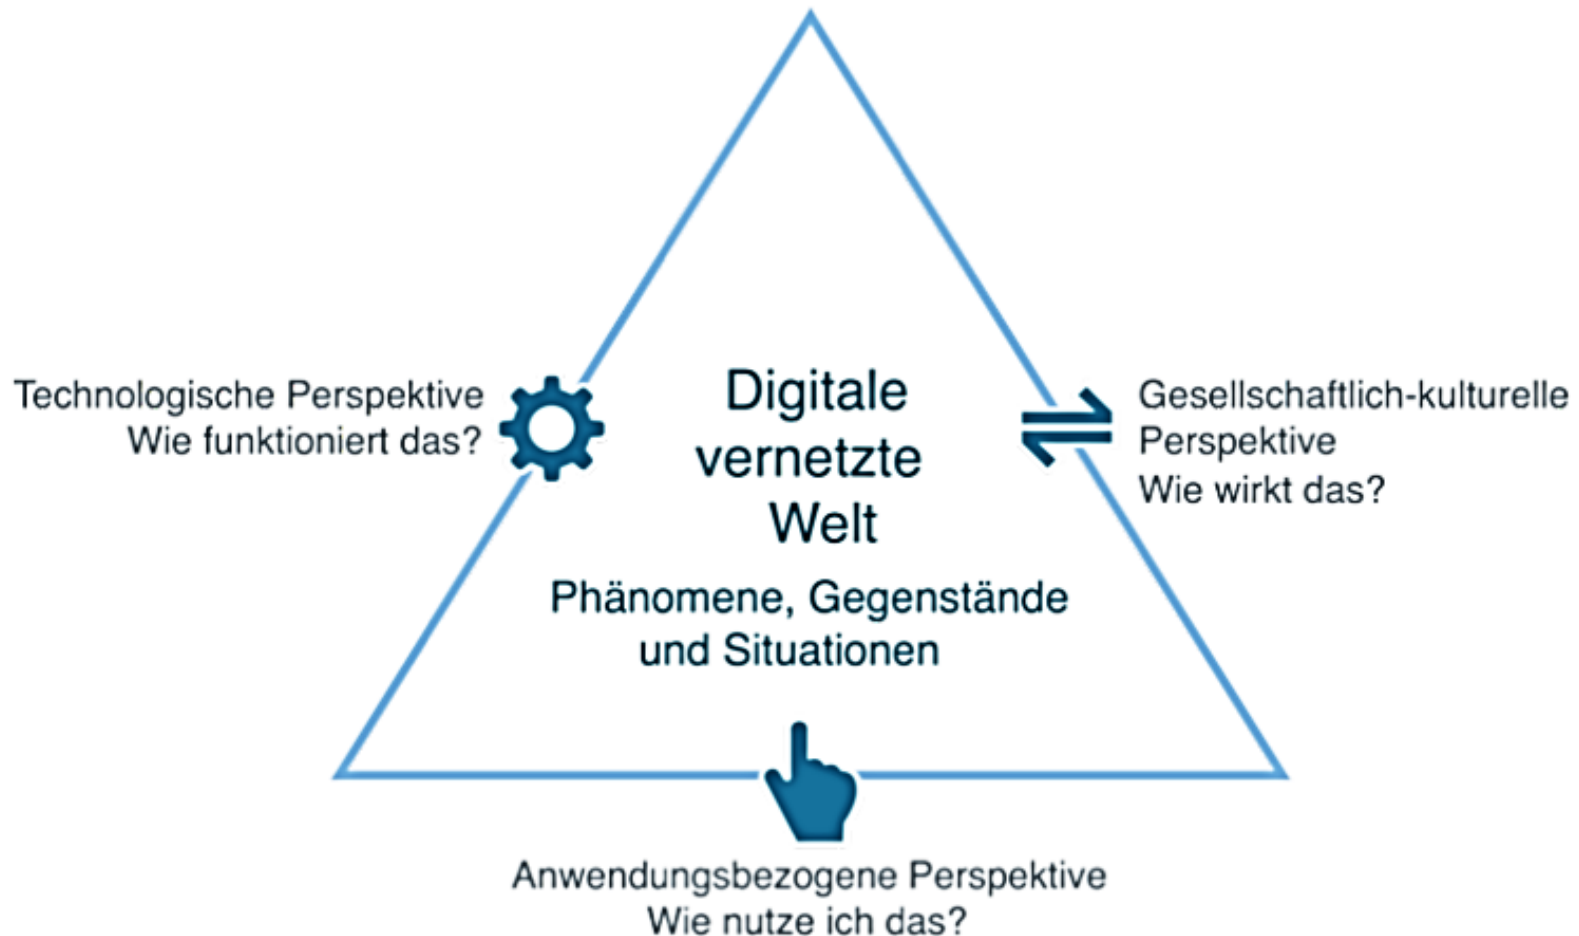 Technologische Perspektive
Wie funktioniert das?
Digitale
vernetzte
Welt
Phänomene, Gegenstände
und Situationen
Gesellschaftlich-kulturelle
Perspektive
Wie wirkt das?
Anwendungsbezogene Perspektive
Wie nutze ich das?